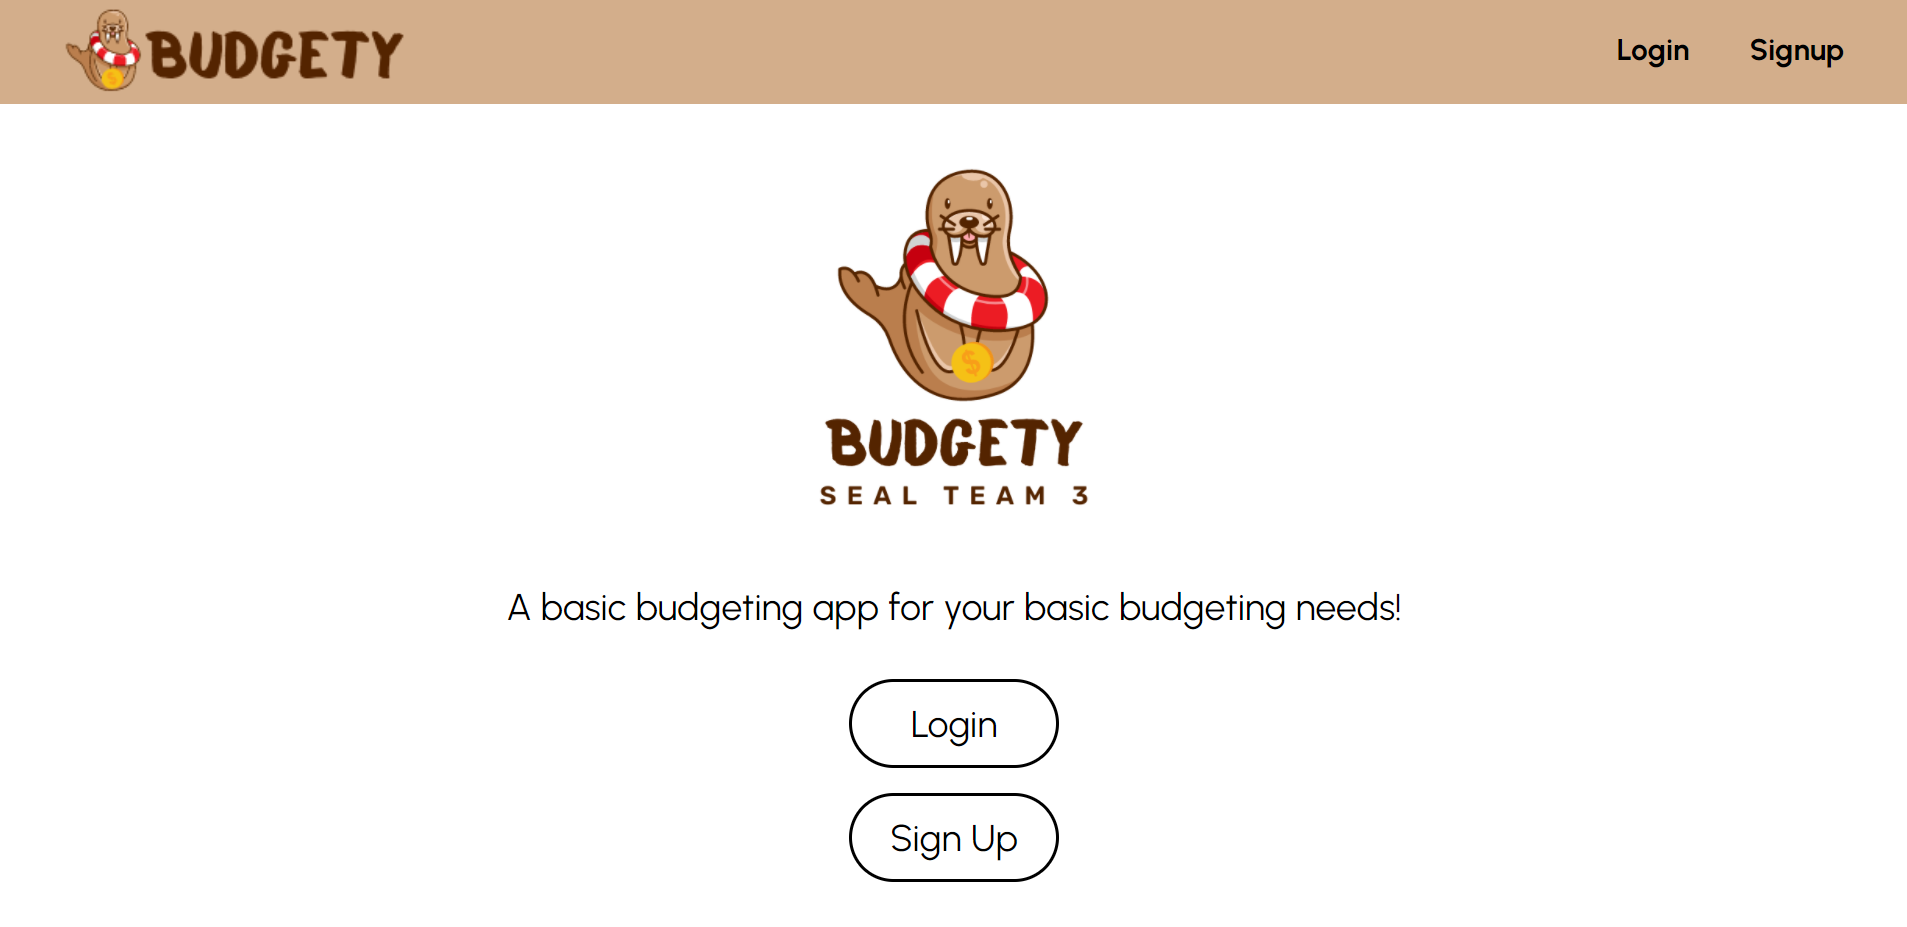 BUDGETY
Login Signup
$
BUDGETY
SEAL TEAM 3
A basic budgeting app for your basic budgeting needs!
Login
Sign Up